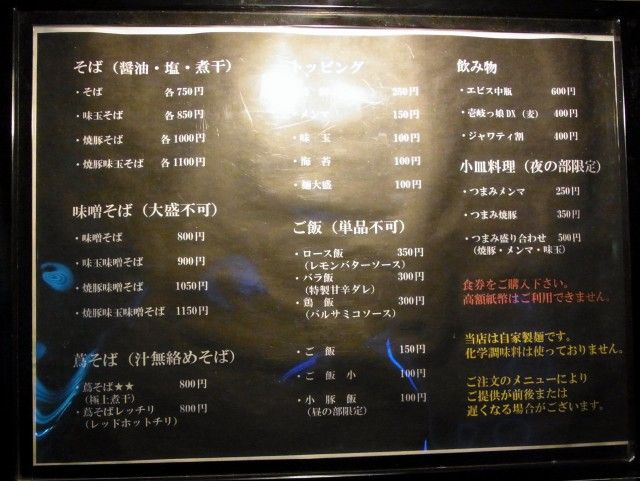 そば（醤油・塩・煮干）
・そば 各750円
・味玉そば 各850円
・焼豚そば 各1000円
・焼豚味玉そば 各1100円
味噌そば（大盛不可）
・味噌そば 800円
・味玉味噌そば 900円
・焼豚味噌そば 1050円
・焼豚味玉味噌そば 1150円
蔦そば（汁無絡めそば）
・蔦そば★★ 800円
（極上煮干）
・蔦そばレッチリ 800円
（レッドホットチリ）
トッピング
250円
・メンマ 150円
・味玉 100円
・海苔 100円
・麺大盛 100円
ご飯（単品不可）
・ロース飯 350円
（レモンバターソース）
・バラ飯 300円
（特製甘辛ダレ）
・鶏飯 300円
（バルサミコソース）
・ご飯 150円
・ご飯小 100円
・小豚飯 100円
（昼の部限定）
飲み物
・エビス中瓶 600円
・壱岐っ娘DX（麦） 400円
・ジャワティ割 400円
小皿料理（夜の部限定）
・つまみメンマ 250円
・つまみ焼豚 350円
・つまみ盛り合わせ 500円
（焼豚・メンマ・味玉）
食券をご購入下さい。
高額紙幣はご利用できません。
当店は自家製麺です。
化学調味料は使っておりません。
ご注文のメニューにより
ご提供が前後または
遅くなる場合がございます。